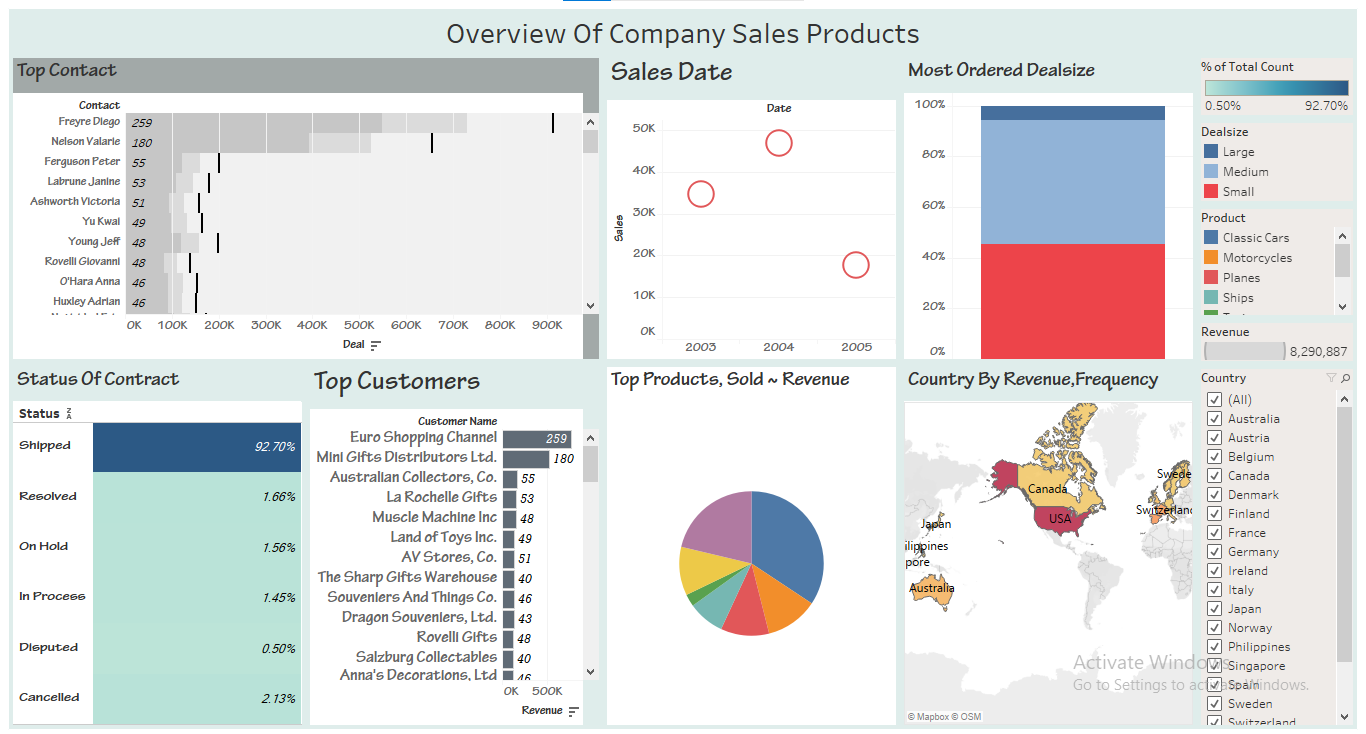 Overview Of Company Sales Products
Top Contact
Contact
Freyre Diego 259
Nelson Valarie 180
Ferguson Peter 55
Labrune Janine 53
Ashworth Victoria 51
Yu Kwai 49
Young Jeff 48
Rovelli Giovanni 48
O'Hara Anna 46
Huxley Adrian 46
0K 100K 200K 300K 400K 500K 600K 700K 800K 900K
Deal
Sales Date
Date
Sales
50K
40K
30K
20K
10K
0K
2003 2004 2005
Most Ordered Dealsize
100%
80%
60%
40%
20%
0%
% of Total Count
0.50% 92.70%
Dealsize
Large
Medium
Small
Product
Classic Cars
Motorcycles
Planes
Ships
Revenue
8,290,887
Status Of Contract
Status
Shipped 92.70%
Resolved 1.66%
On Hold 1.56%
In Process 1.45%
Disputed 0.50%
Cancelled 2.13%
Top Customers
Customer Name
Euro Shopping Channel 259
Mini Gifts Distributors Ltd. 180
Australian Collectors, Co. 55
La Rochelle Gifts 53
Muscle Machine Inc 48
Land of Toys Inc. 49
AV Stores, Co. 51
The Sharp Gifts Warehouse 40
Souveniers And Things Co. 46
Dragon Souveniers, Ltd. 43
Rovelli Gifts 48
Salzburg Collectables 40
Anna's Decorations, Ltd 46
0K 500K
Revenue
Top Products, Sold ~ Revenue
Country By Revenue,Frequency
Canada
USA
Swede
Switzerland
Japan
ilippines
pore
Australia
© Mapbox © OSM
Country
(All)
Australia
Austria
Belgium
Canada
Denmark
Finland
France
Germany
Ireland
Italy
Japan
Norway
Philippines
Singapore
Spain
Sweden
Switzerland
Activate Windows
Go to Settings to activate Windows.